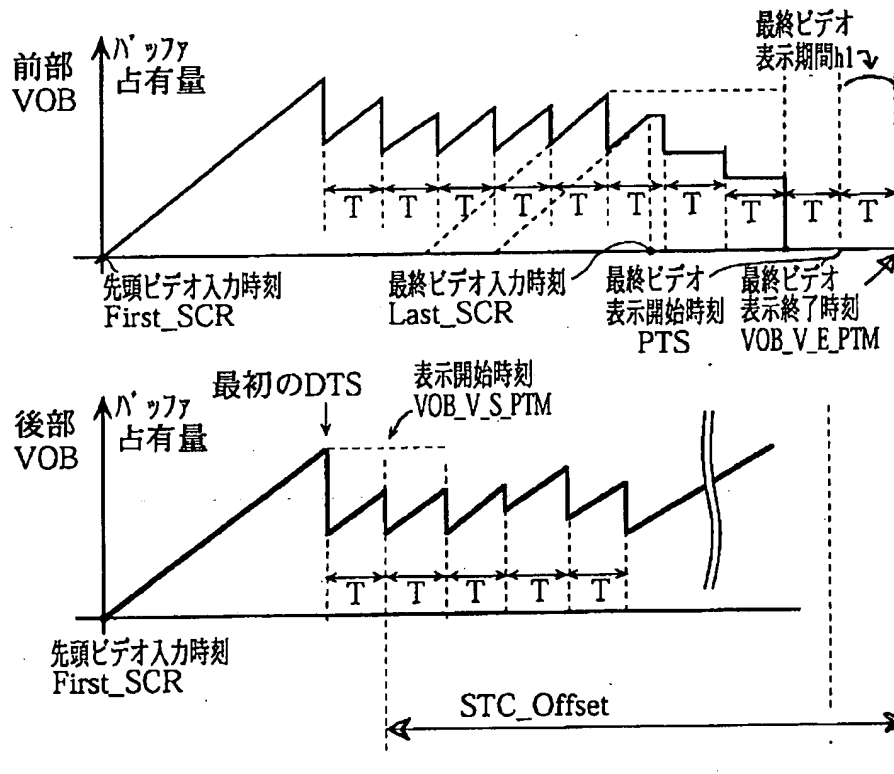 前部
VOB
バッファ
占有量
最終ビデオ
表示期間h1
T T T T T T T T T T
先頭ビデオ入力時刻
First_SCR
最終ビデオ入力時刻
Last_SCR
最終ビデオ
表示開始時刻
PTS
最終ビデオ
表示終了時刻
VOB_V_E_PTM
後部
VOB
バッファ
占有量
最初のDTS
表示開始時刻
VOB_V_S_PTM
T T T T T
先頭ビデオ入力時刻
First_SCR
STC_Offset